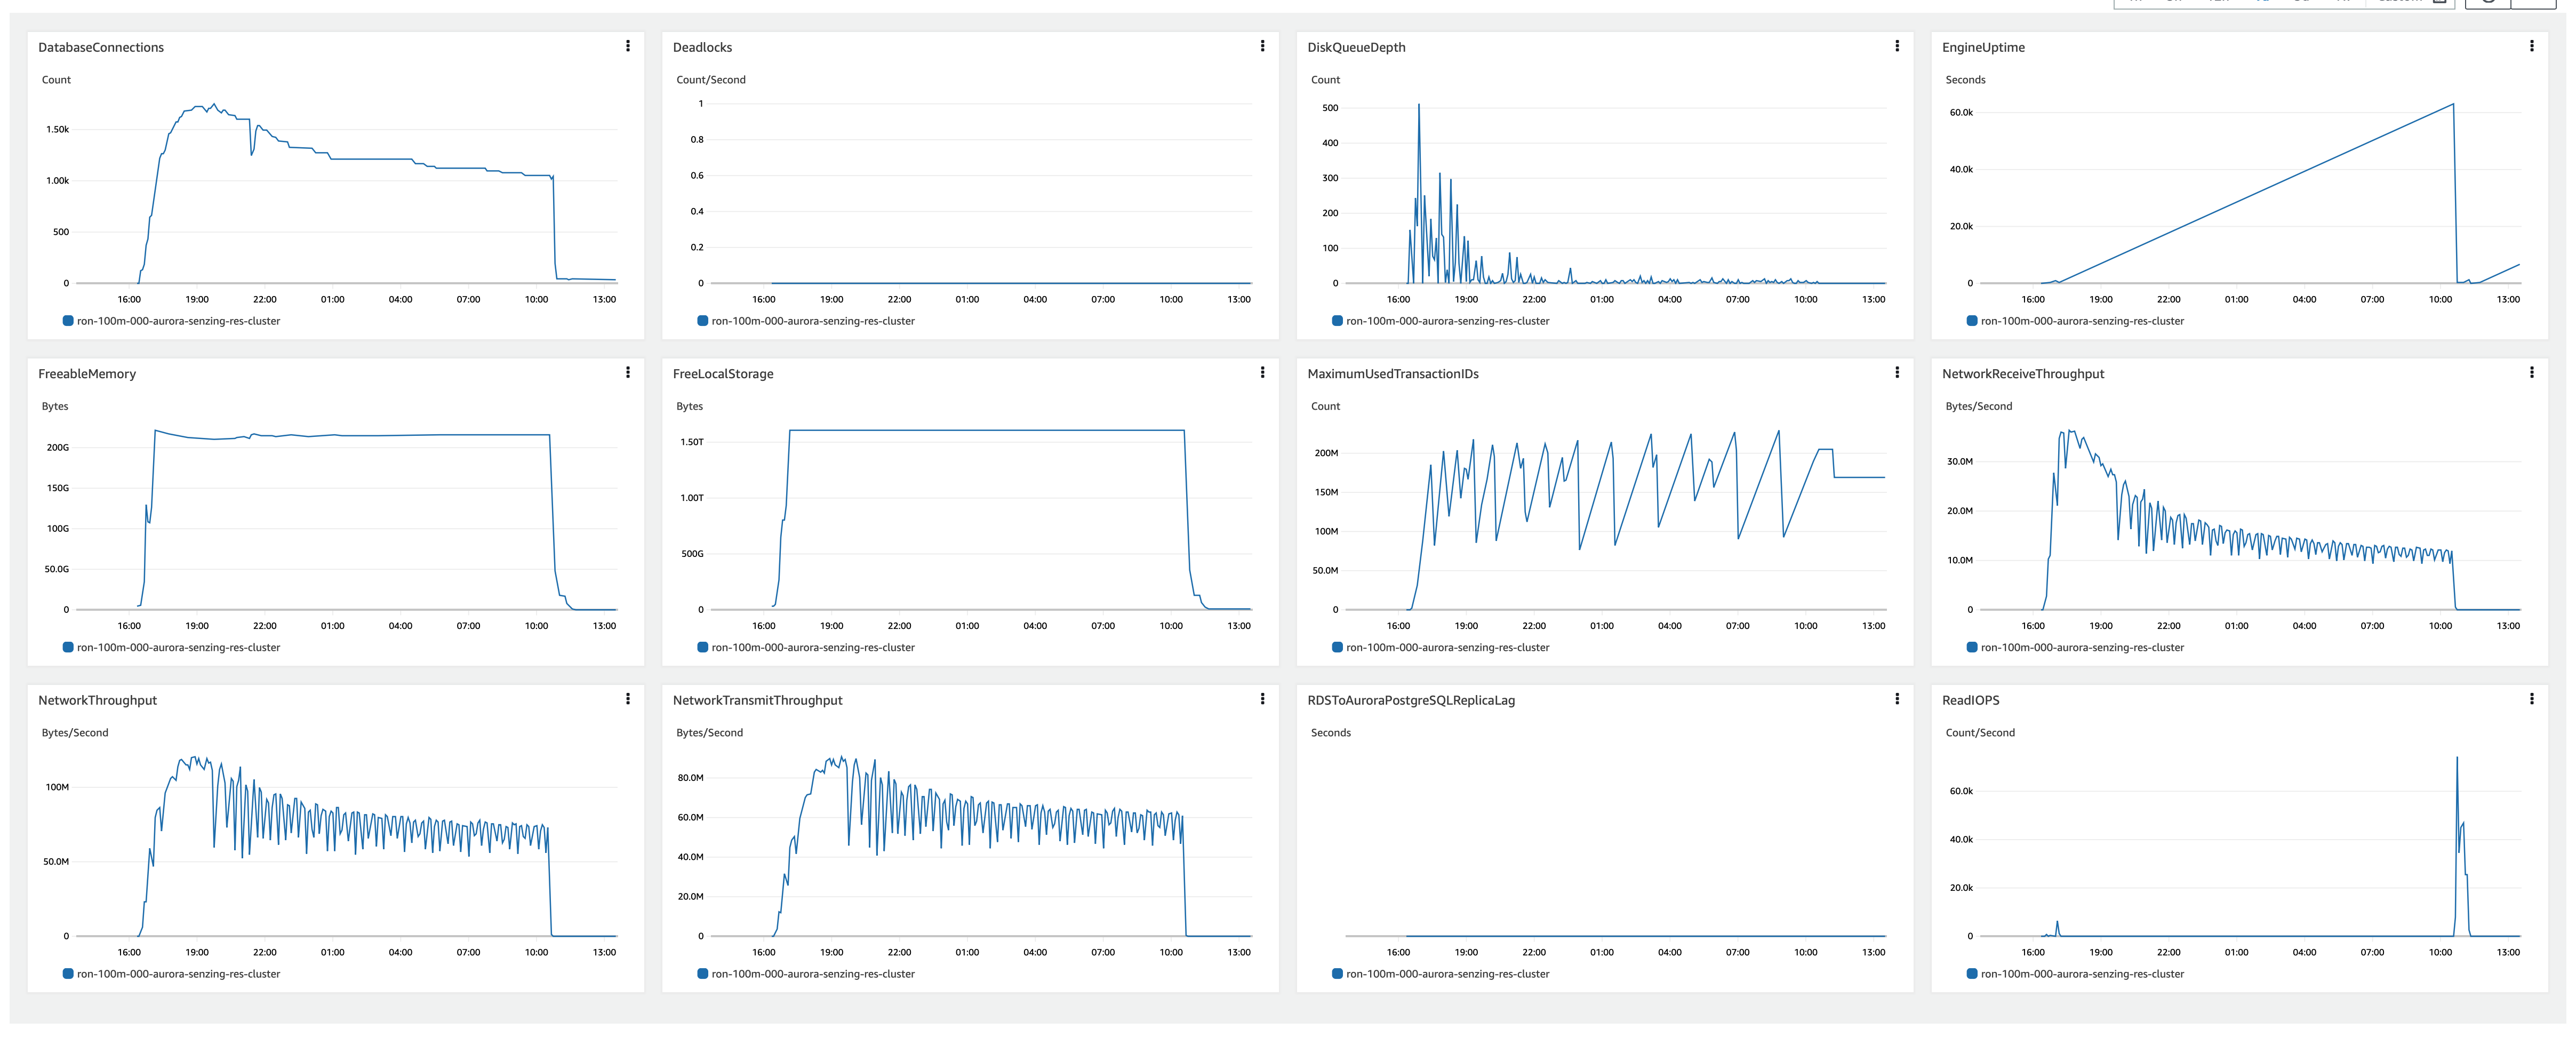 DatabaseConnections
Count
1.50k
1.00k
500
0
16:00 19:00 22:00 01:00 04:00 07:00 10:00 13:00
ron-100m-000-aurora-senzing-res-cluster
Deadlocks
Count/Second
1
0.8
0.6
0.4
0.2
0
16:00 19:00 22:00 01:00 04:00 07:00 10:00 13:00
ron-100m-000-aurora-senzing-res-cluster
DiskQueueDepth
Count
500
400
300
200
100
0
16:00 19:00 22:00 01:00 04:00 07:00 10:00 13:00
ron-100m-000-aurora-senzing-res-cluster
EngineUptime
Seconds
60.0k
40.0k
20.0k
0
16:00 19:00 22:00 01:00 04:00 07:00 10:00 13:00
ron-100m-000-aurora-senzing-res-cluster
FreeableMemory
Bytes
200G
150G
100G
50.0G
0
16:00 19:00 22:00 01:00 04:00 07:00 10:00 13:00
ron-100m-000-aurora-senzing-res-cluster
FreeLocalStorage
Bytes
1.50T
1.00T
500G
0
16:00 19:00 22:00 01:00 04:00 07:00 10:00 13:00
ron-100m-000-aurora-senzing-res-cluster
MaximumUsedTransactionIDs
Count
200M
150M
100M
50.0M
0
16:00 19:00 22:00 01:00 04:00 07:00 10:00 13:00
ron-100m-000-aurora-senzing-res-cluster
NetworkReceiveThroughput
Bytes/Second
30.0M
20.0M
10.0M
0
16:00 19:00 22:00 01:00 04:00 07:00 10:00 13:00
ron-100m-000-aurora-senzing-res-cluster
NetworkThroughput
Bytes/Second
100M
50.0M
0
16:00 19:00 22:00 01:00 04:00 07:00 10:00 13:00
ron-100m-000-aurora-senzing-res-cluster
NetworkTransmitThroughput
Bytes/Second
80.0M
60.0M
40.0M
20.0M
0
16:00 19:00 22:00 01:00 04:00 07:00 10:00 13:00
ron-100m-000-aurora-senzing-res-cluster
RDSToAuroraPostgreSQLReplicaLag
Seconds
16:00 19:00 22:00 01:00 04:00 07:00 10:00 13:00
ron-100m-000-aurora-senzing-res-cluster
ReadIOPS
Count/Second
60.0k
40.0k
20.0k
0
16:00 19:00 22:00 01:00 04:00 07:00 10:00 13:00
ron-100m-000-aurora-senzing-res-cluster